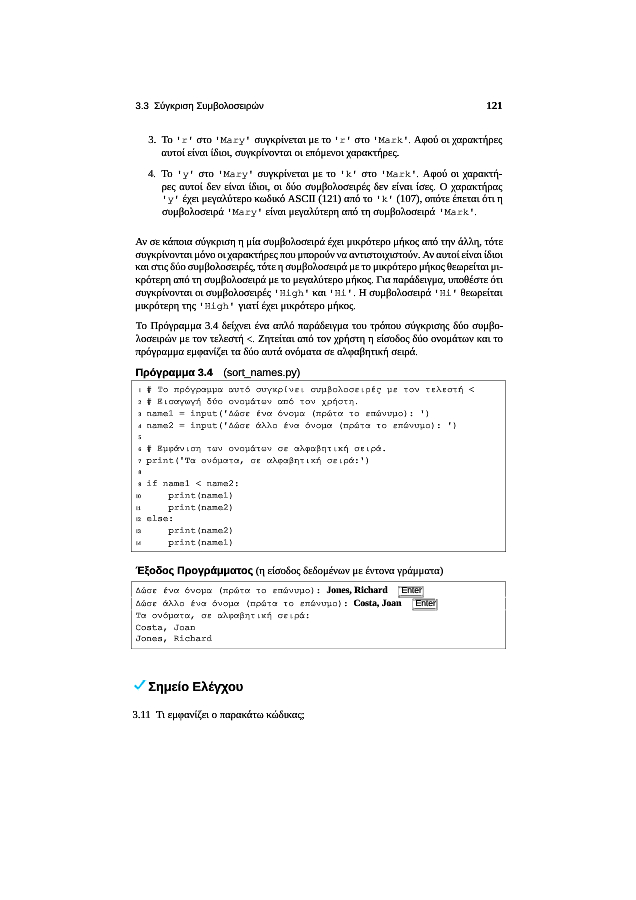 3.3 Σύγκριση Συμβολοσειρών 121
3. Το 'r' στο 'Mary' συγκρίνεται με το 'r' στο 'Mark'. Αφού οι χαρακτήρες
αυτοί είναι ίδιοι, συγκρίνονται οι επόμενοι χαρακτήρες.
4. Το 'y' στο 'Mary' συγκρίνεται με το 'k' στο 'Mark'. Αφού οι χαρακτή-
ρες αυτοί δεν είναι ίδιοι, οι δύο συμβολοσειρές δεν είναι ίσες. Ο χαρακτήρας
'y' έχει μεγαλύτερο κωδικό ASCII (121) από το 'k' (107), οπότε έπεται ότι η
συμβολοσειρά 'Mary' είναι μεγαλύτερη από τη συμβολοσειρά 'Mark'.
Αν σε κάποια σύγκριση η μία συμβολοσειρά έχει μικρότερο μήκος από την άλλη, τότε
συγκρίνονται μόνο οι χαρακτήρες που μπορούν να αντιστοιχιστούν. Αν αυτοί είναι ίδιοι
και στις δύο συμβολοσειρές, τότε η συμβολοσειρά με το μικρότερο μήκος θεωρείται μι-
κρότερη από τη συμβολοσειρά με το μεγαλύτερο μήκος. Για παράδειγμα, υποθέστε ότι
συγκρίνονται οι συμβολοσειρές 'High' και 'Hi'. Η συμβολοσειρά 'Hi' θεωρείται
μικρότερη της 'High' γιατί έχει μικρότερο μήκος.
Το Πρόγραμμα 3.4 δείχνει ένα απλό παράδειγμα του τρόπου σύγκρισης δύο συμβο-
λοσειρών με τον τελεστή <. Ζητείται από τον χρήστη η είσοδος δύο ονομάτων και το
πρόγραμμα εμφανίζει τα δύο αυτά ονόματα σε αλφαβητική σειρά.
Πρόγραμμα 3.4 (sort_names.py)
1 # Το πρόγραμμα αυτό συγκρίνει συμβολοσειρές με τον τελεστή <
2 # Εισαγωγή δύο ονομάτων από τον χρήστη.
3 name1 = input('Δώσε ένα όνομα (πρώτα το επώνυμο): ')
4 name2 = input('Δώσε άλλο ένα όνομα (πρώτα το επώνυμο): ')
5
6 # Εμφάνιση των ονομάτων σε αλφαβητική σειρά.
7 print('Τα ονόματα, σε αλφαβητική σειρά:')
8
9 if name1 < name2:
10 print(name1)
11 print(name2)
12 else:
13 print(name2)
14 print(name1)
Έξοδος Προγράμματος (η είσοδος δεδομένων με έντονα γράμματα)
Δώσε ένα όνομα (πρώτα το επώνυμο): Jones, Richard Enter
Δώσε άλλο ένα όνομα (πρώτα το επώνυμο): Costa, Joan Enter
Τα ονόματα, σε αλφαβητική σειρά:
Costa, Joan
Jones, Richard
Σημείο Ελέγχου
3.11 Τι εμφανίζει ο παρακάτω κώδικας;